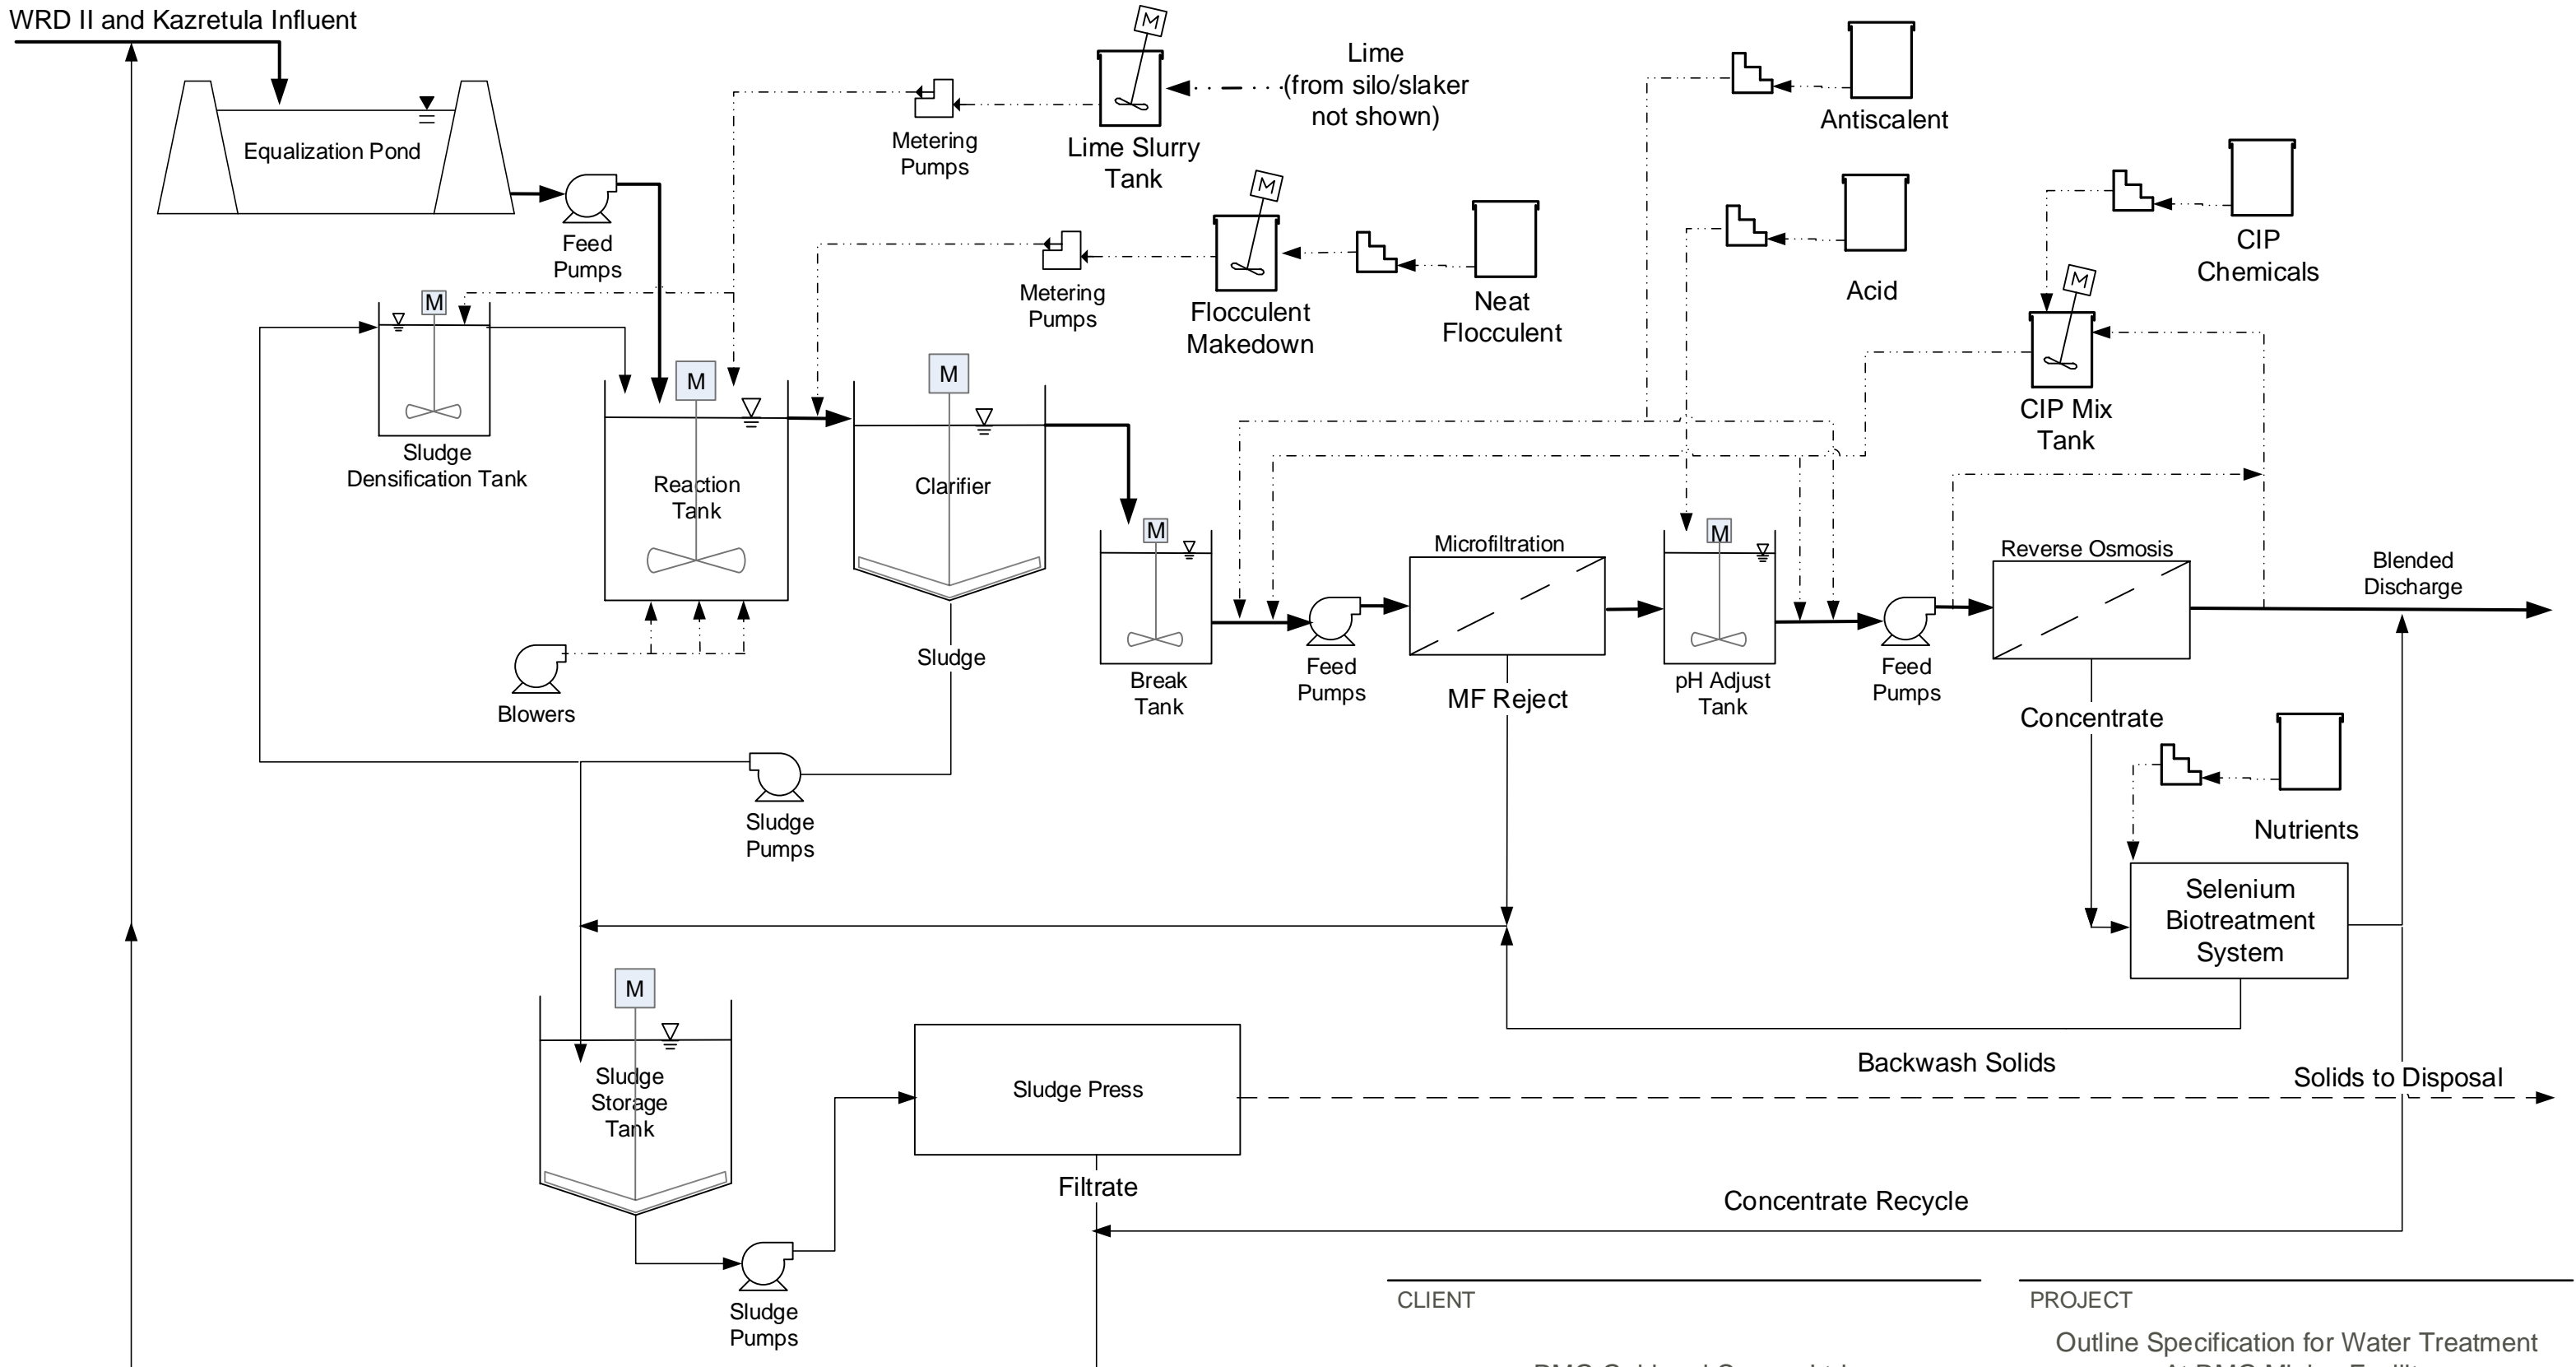 WRD II and Kazretula Influent
Equalization Pond
Feed
Pumps
M
Lime
(from silo/slaker
not shown)
Metering
Pumps
Lime Slurry
Tank
M
Metering
Pumps
Flocculent
Makedown
Neat
Flocculent
Antiscalent
Acid
CIP
Chemicals
M
CIP Mix
Tank
M
Sludge
Densification Tank
M
Reaction
Tank
M
Clarifier
Blowers
Sludge
Sludge
Pumps
M
Break
Tank
Feed
Pumps
Microfiltration
MF Reject
M
pH Adjust
Tank
Feed
Pumps
Reverse Osmosis
Blended
Discharge
Concentrate
Nutrients
Selenium
Biotreatment
System
M
Sludge
Storage
Tank
Sludge Press
Backwash Solids
Solids to Disposal
Filtrate
Concentrate Recycle
Sludge
Pumps
CLIENT
PROJECT
Outline Specification for Water Treatment